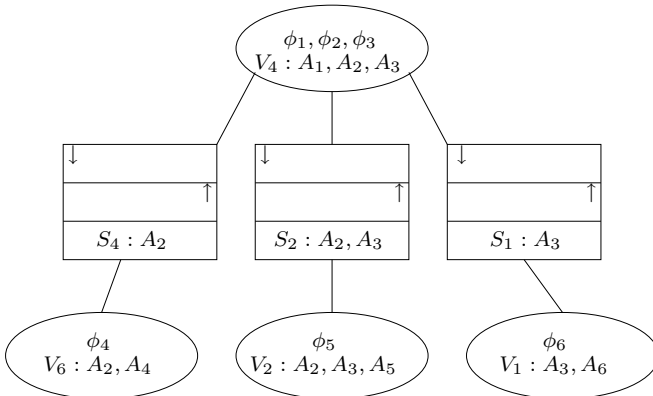 ϕ₁, ϕ₂, ϕ₃
V₄ : A₁, A₂, A₃
↓ ↓ ↓
↑ ↑ ↑
S₄ : A₂ S₂ : A₂, A₃ S₁ : A₃
ϕ₄ ϕ₅ ϕ₆
V₆ : A₂, A₄ V₂ : A₂, A₃, A₅ V₁ : A₃, A₆